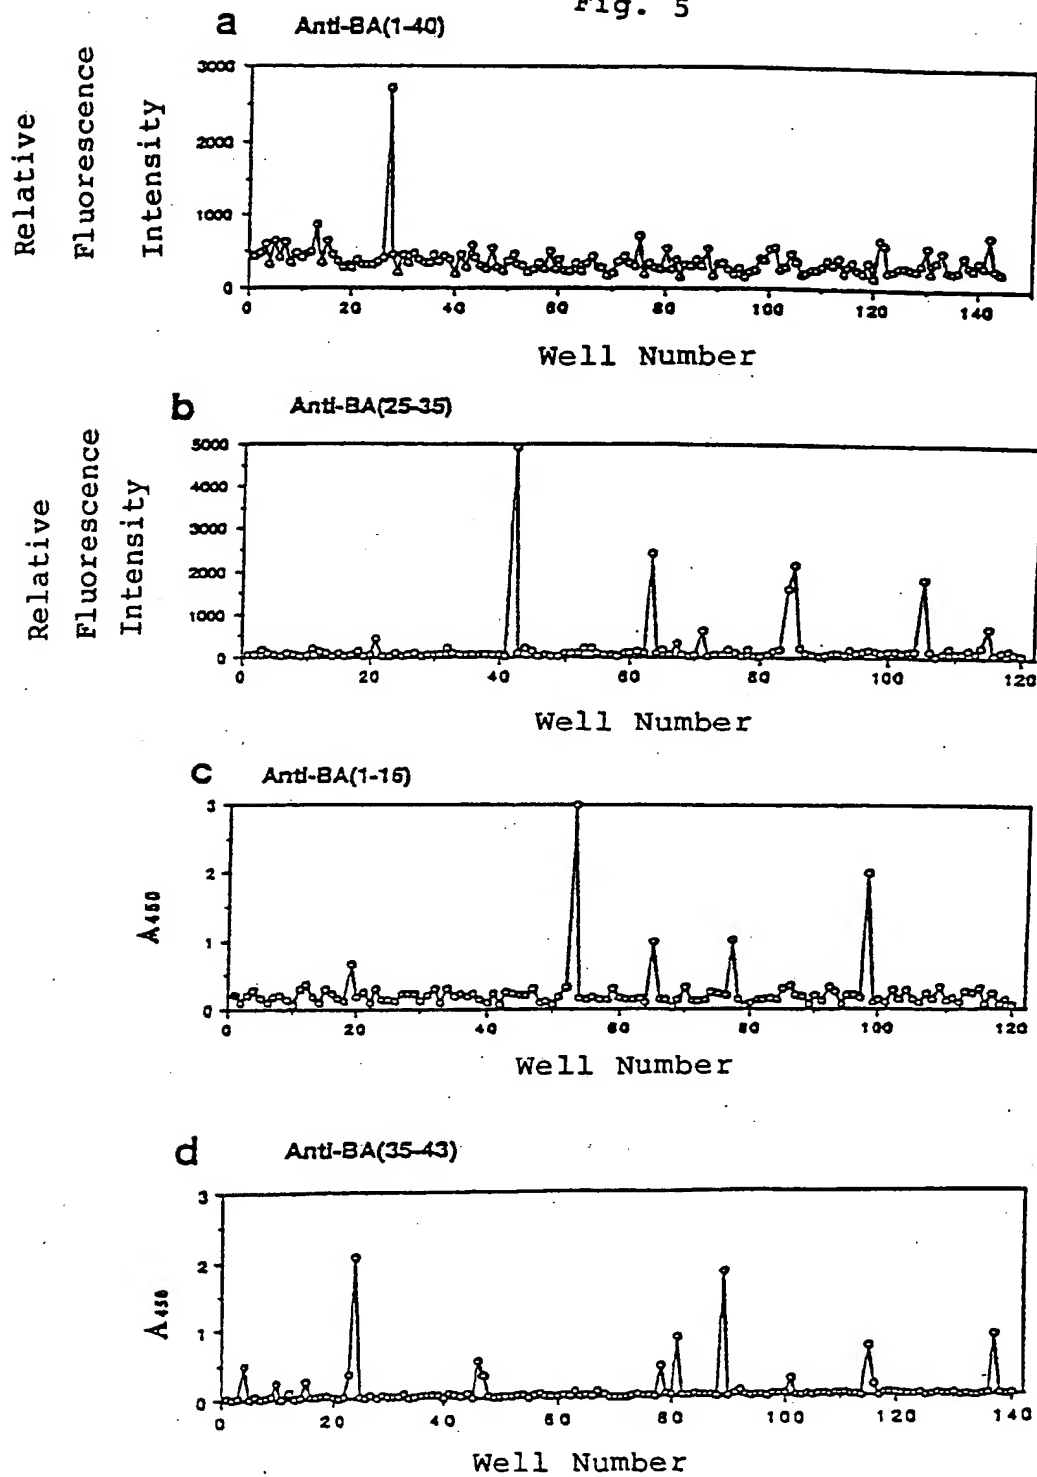 Fig. 5
a Anti-BA(1-40)
Relative
Fluorescence
Intensity
3000
2000
1000
0
0 20 40 60 80 100 120 140
Well Number
b Anti-BA(25-35)
Relative
Fluorescence
Intensity
5000
4000
3000
2000
1000
0
0 20 40 60 80 100 120
Well Number
c Anti-BA(1-16)
A450
3
2
1
0
0 20 40 60 80 100 120
Well Number
d Anti-BA(35-43)
A450
3
2
1
0
0 20 40 60 80 100 120 140
Well Number